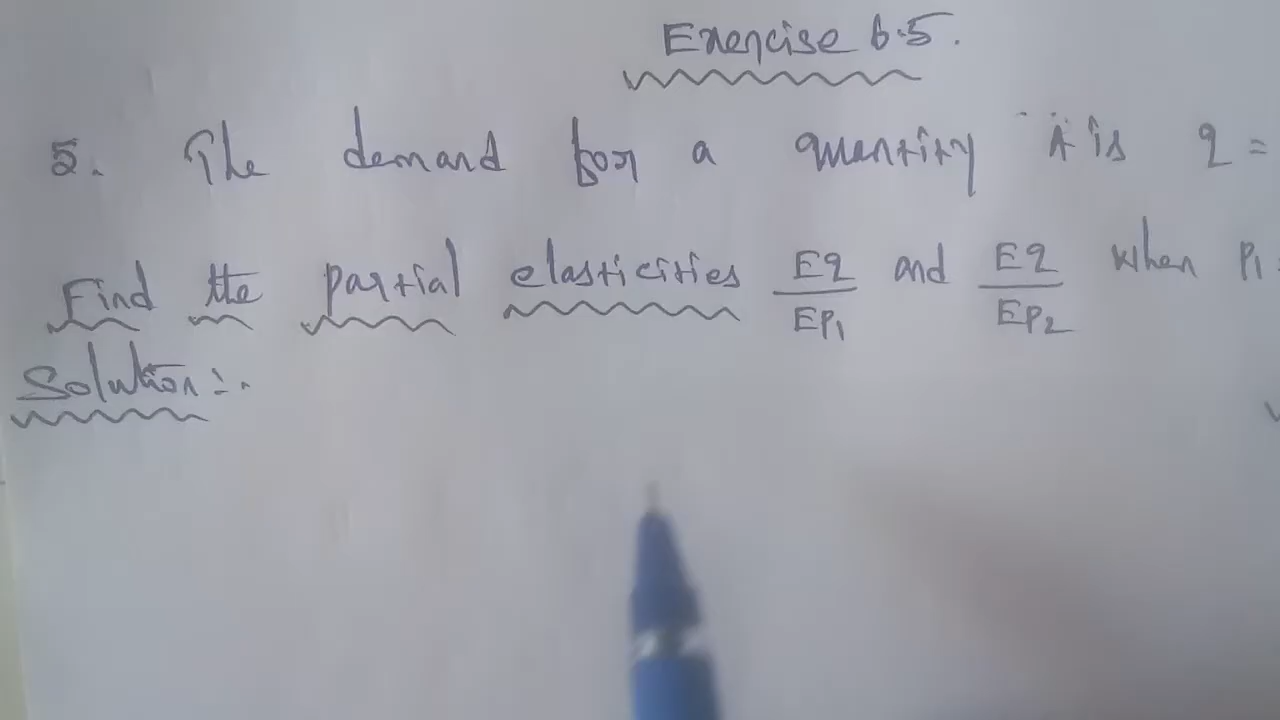 Exercise 6.5.
5. The demand for a quantity A is q =
Find the partial elasticities Eq/Ep1 and Eq/Ep2 when P1 =
Solution:-